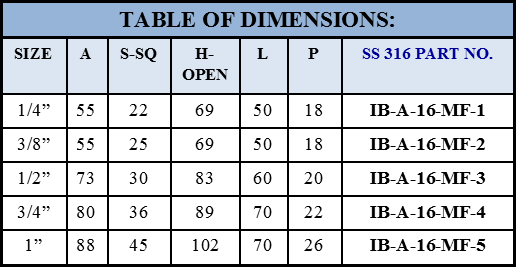 TABLE OF DIMENSIONS:
SIZE A S-SQ H-OPEN L P SS 316 PART NO.
1/4” 55 22 69 50 18 IB-A-16-MF-1
3/8” 55 25 69 50 18 IB-A-16-MF-2
1/2” 73 30 83 60 20 IB-A-16-MF-3
3/4” 80 36 89 70 22 IB-A-16-MF-4
1” 88 45 102 70 26 IB-A-16-MF-5